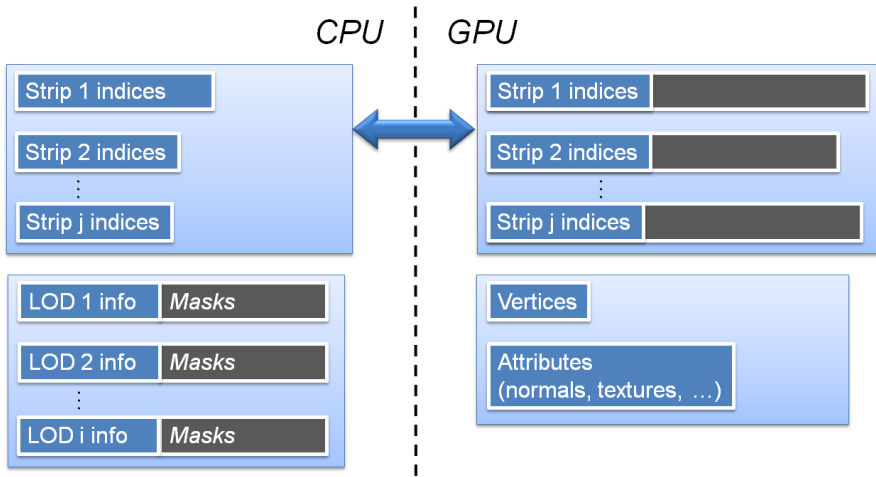 CPU
GPU
Strip 1 indices
Strip 2 indices
⋮
Strip j indices
LOD 1 info Masks
LOD 2 info Masks
⋮
LOD i info Masks
Strip 1 indices
Strip 2 indices
⋮
Strip j indices
Vertices
Attributes
(normals, textures, …)